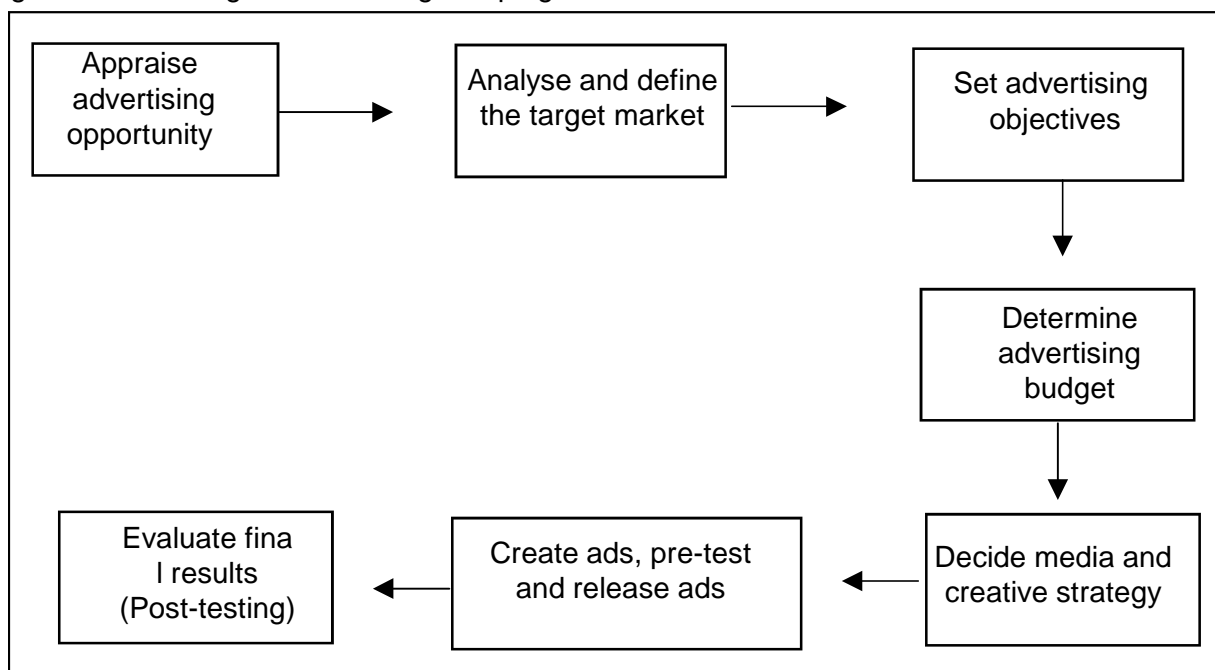 Appraise
advertising
opportunity
Analyse and define
the target market
Set advertising
objectives
Determine
advertising
budget
Decide media and
creative strategy
Create ads, pre-test
and release ads
Evaluate fina
l results
(Post-testing)